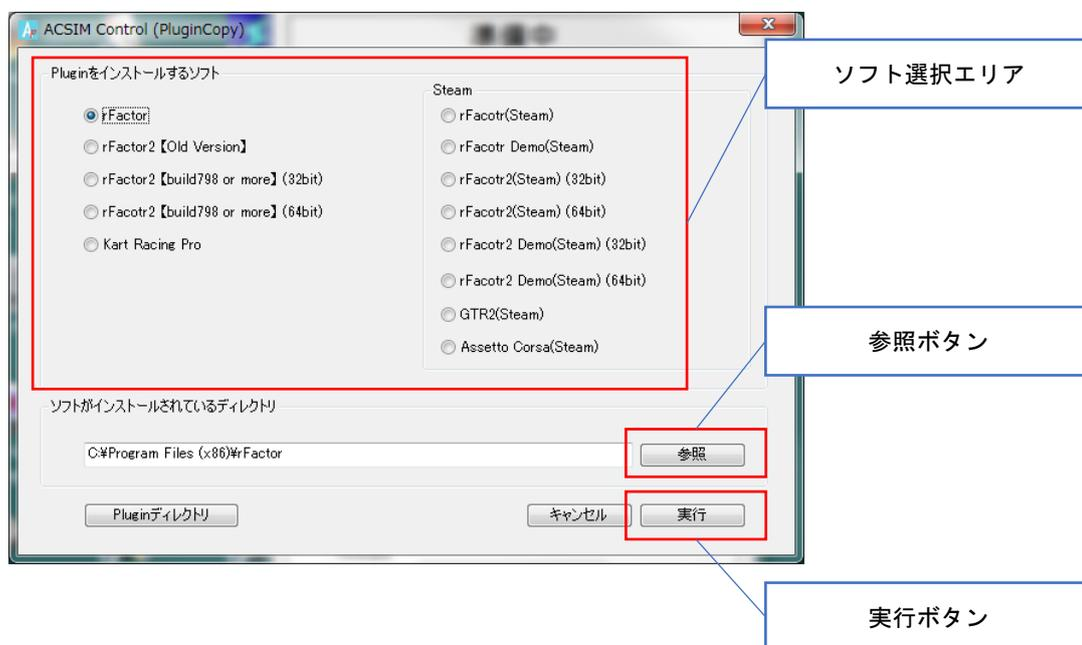 ACSIM Control (PluginCopy)
準備中
ソフト選択エリア
Pluginをインストールするソフト
rFactor
rFactor2【Old Version】
rFactor2【build798 or more】(32bit)
rFacotr2【build798 or more】(64bit)
Kart Racing Pro
Steam
rFacotr(Steam)
rFacotr Demo(Steam)
rFacotr2(Steam) (32bit)
rFacotr2(Steam) (64bit)
rFacotr2 Demo(Steam) (32bit)
rFacotr2 Demo(Steam) (64bit)
GTR2(Steam)
Assetto Corsa(Steam)
参照ボタン
ソフトがインストールされているディレクトリ
C:¥Program Files (x86)¥rFactor
参照
Pluginディレクトリ
キャンセル
実行
実行ボタン